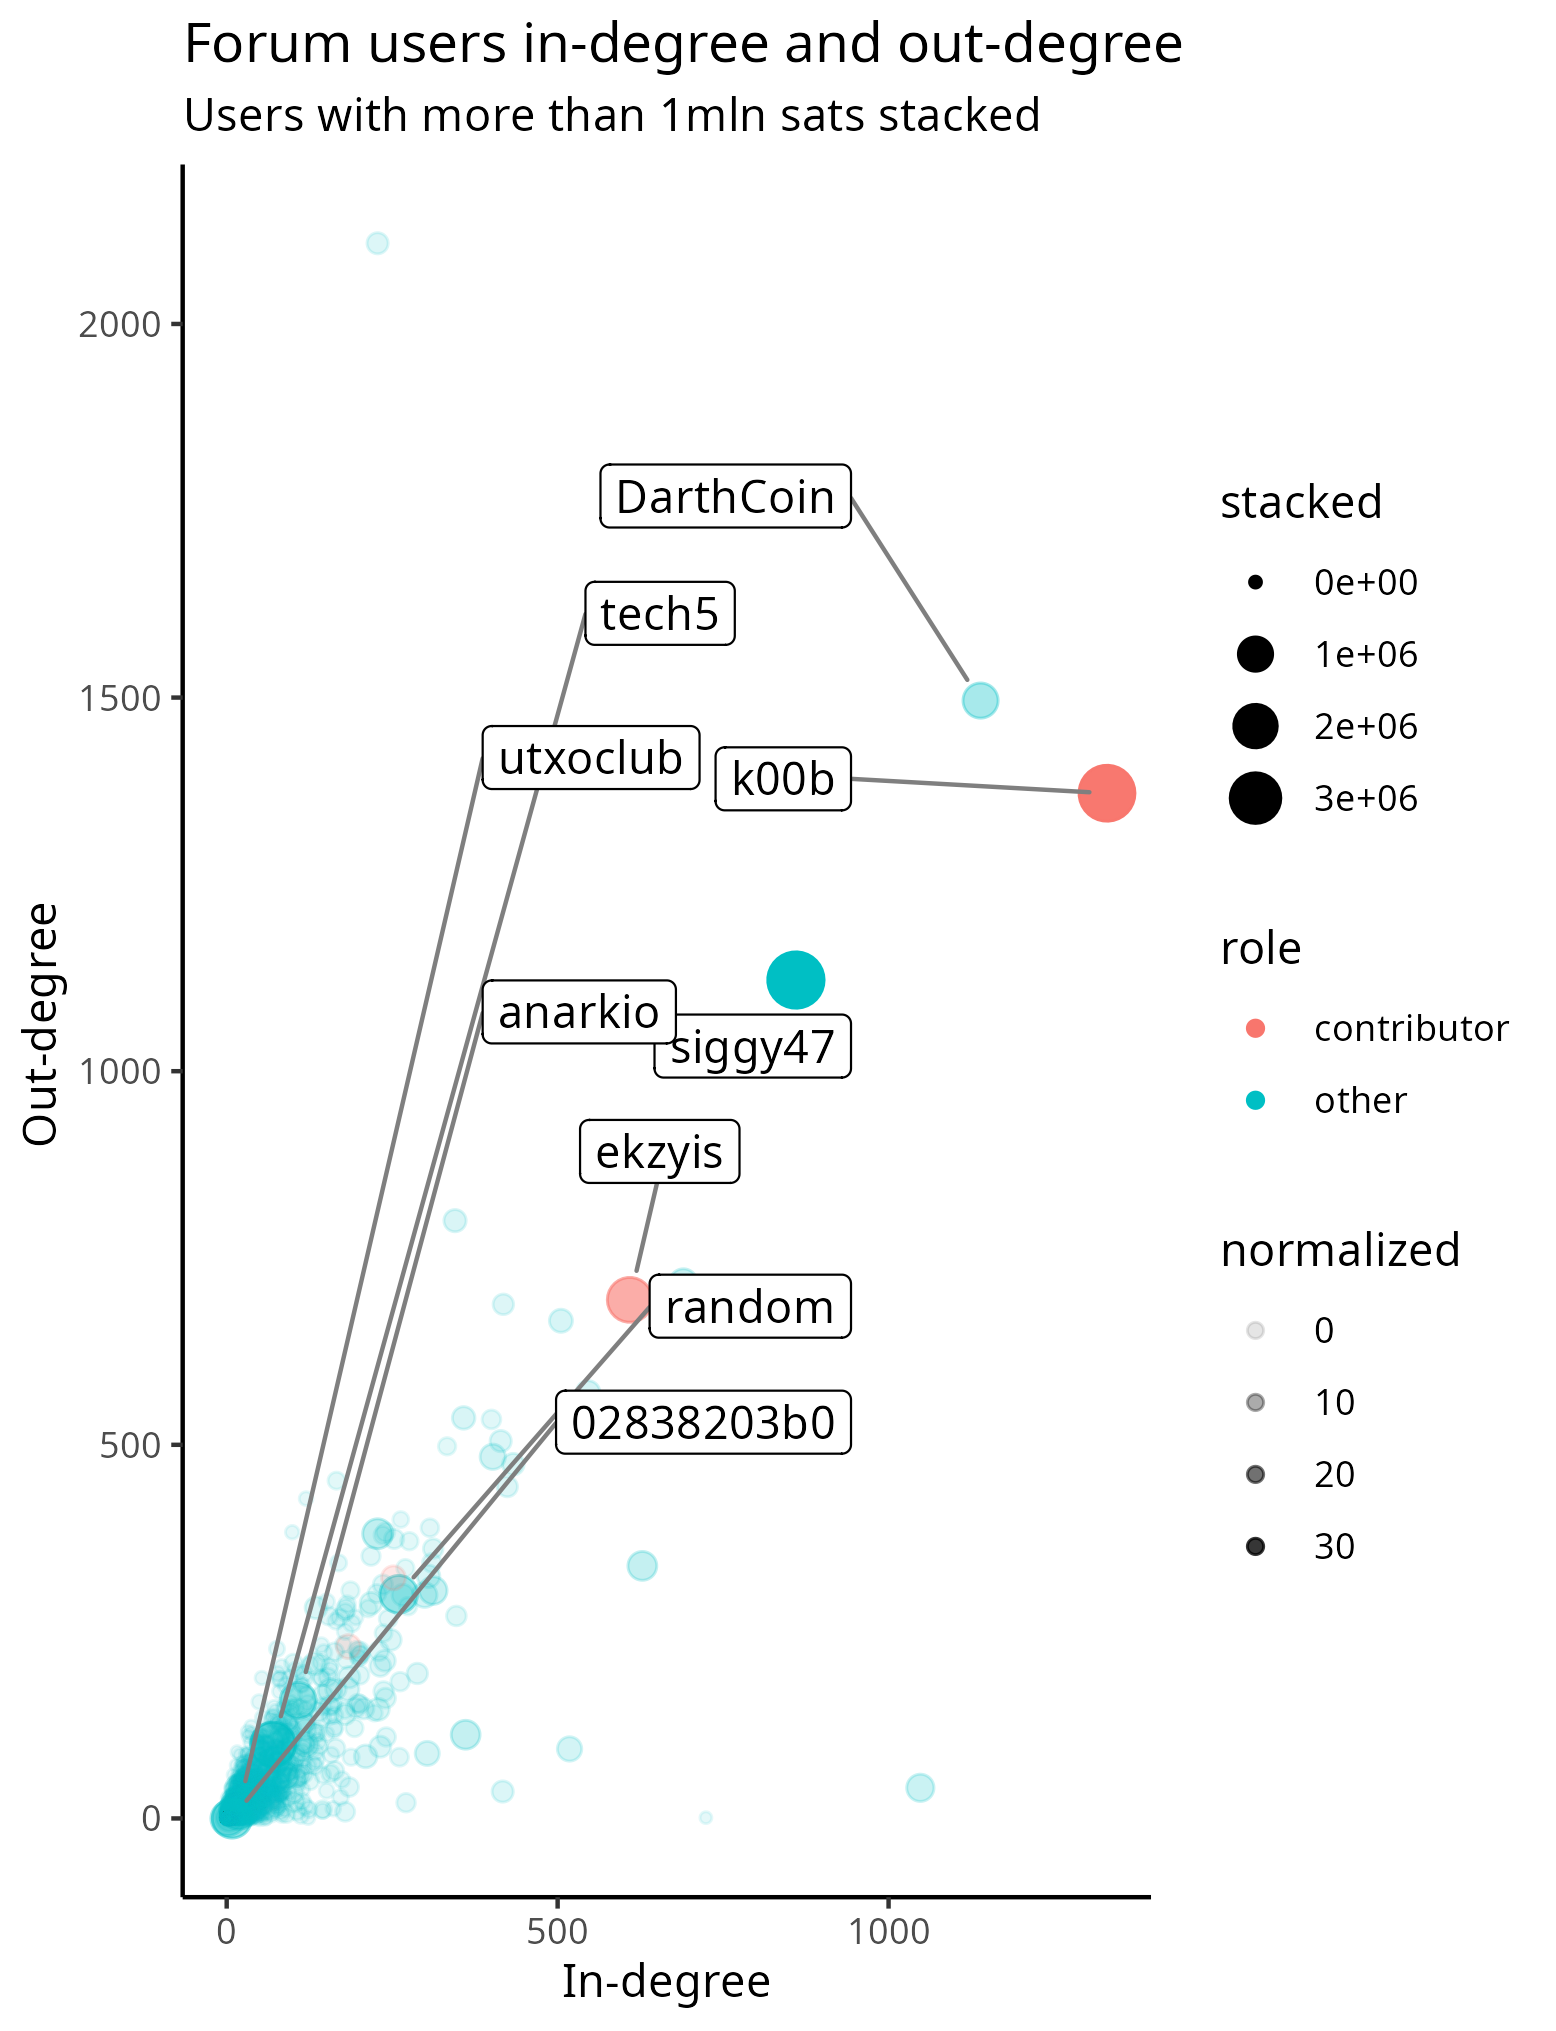 Forum users in-degree and out-degree
Users with more than 1mln sats stacked
Out-degree
2000
1500
1000
500
0
DarthCoin
tech5
utxoclub
k00b
anarkio
siggy47
ekzyis
random
02838203b0
0
500
1000
In-degree
stacked
0e+00
1e+06
2e+06
3e+06
role
contributor
other
normalized
0
10
20
30